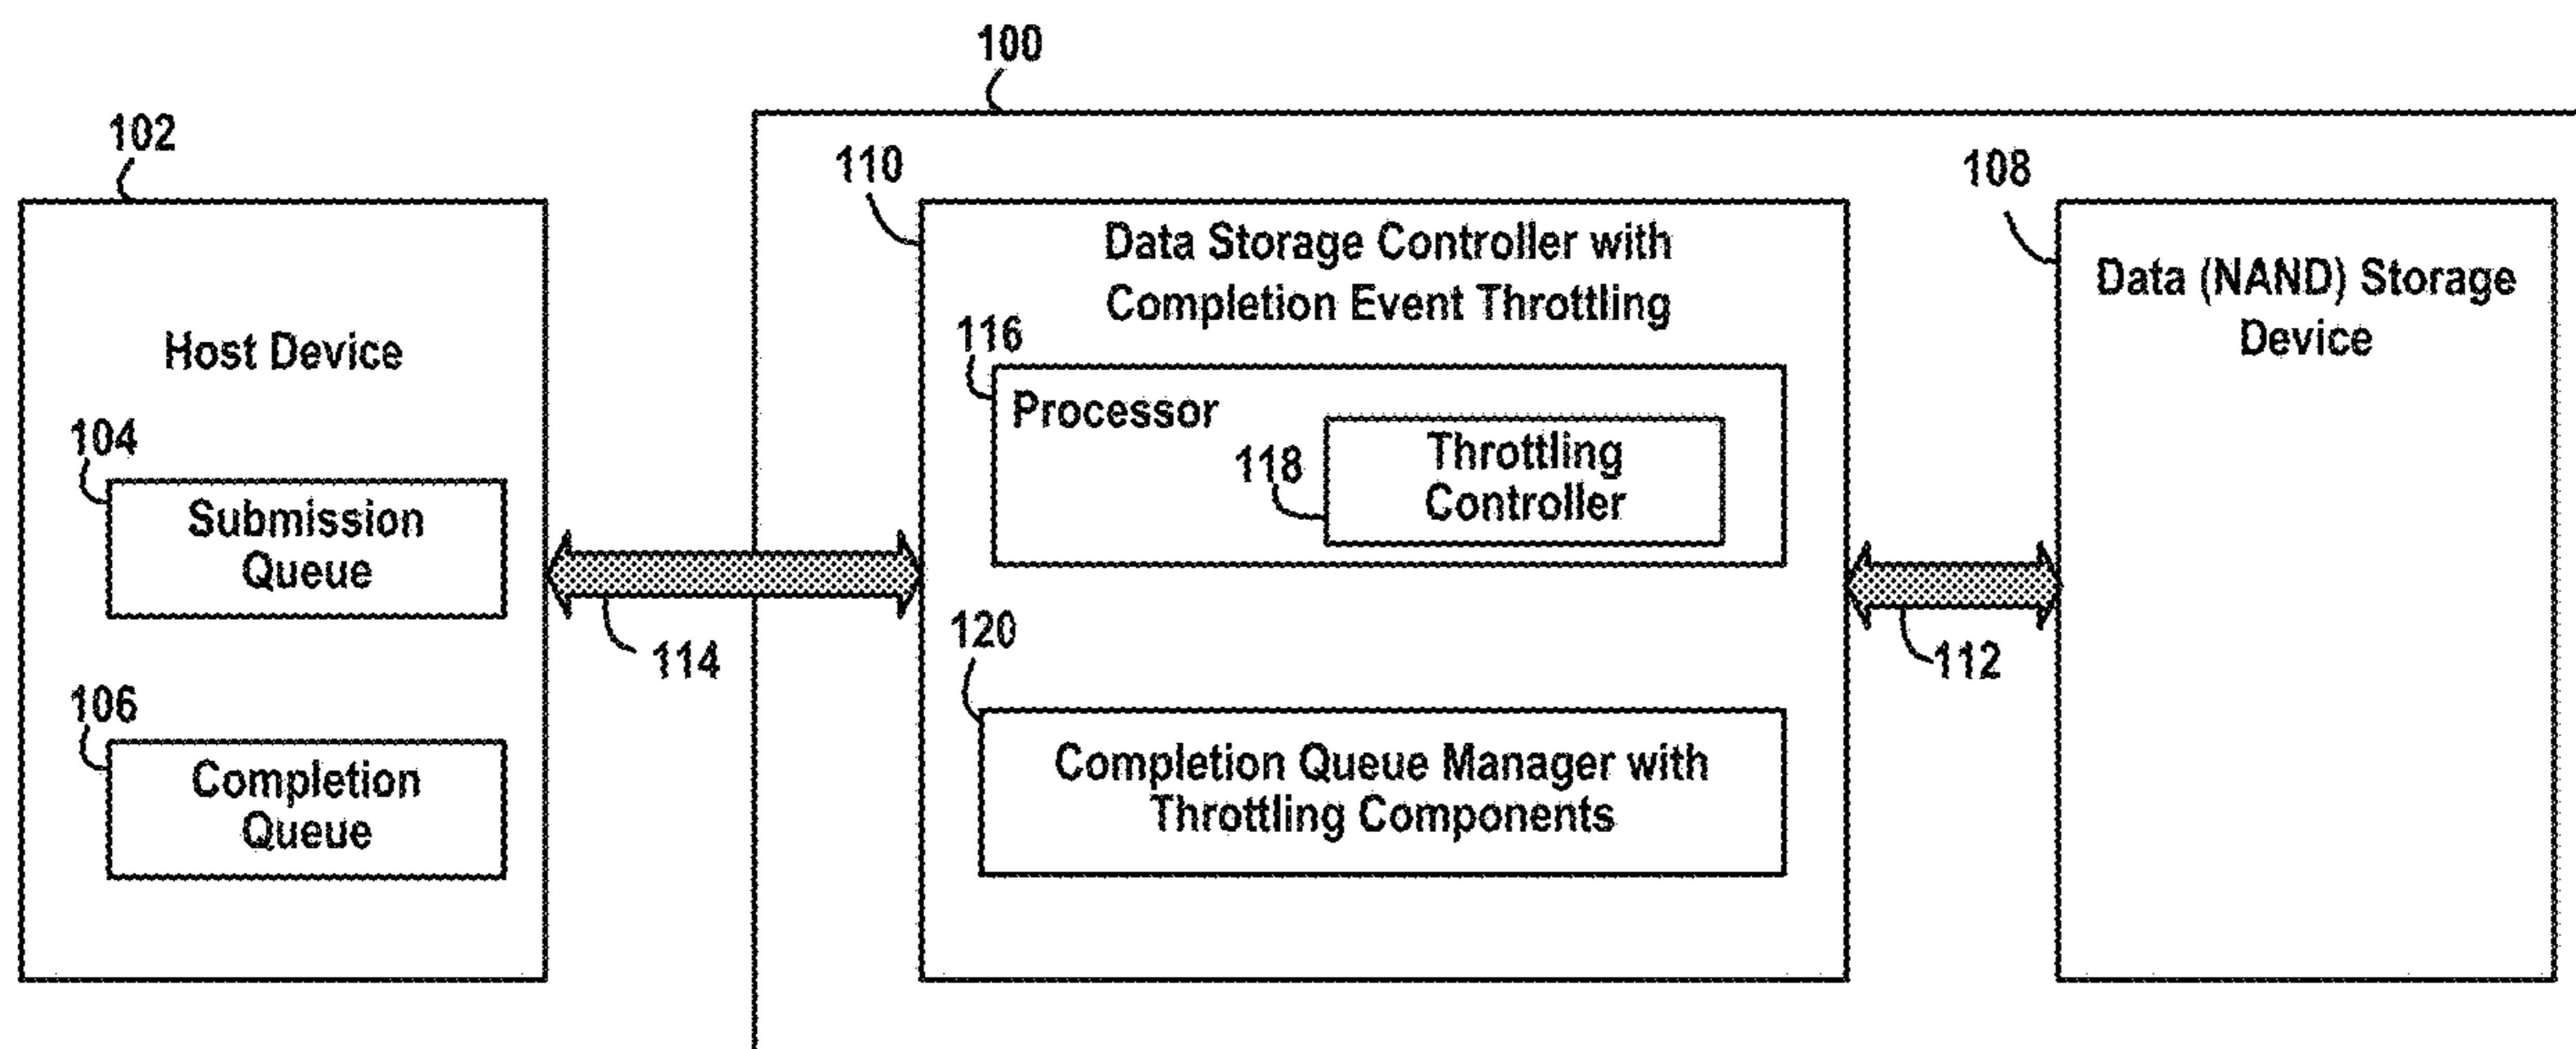 100
102
110
108
Data Storage Controller with
Completion Event Throttling
Data (NAND) Storage
Device
Host Device
116
Processor
104
118
Throttling
Controller
Submission
Queue
114
120
112
106
Completion
Queue
Completion Queue Manager with
Throttling Components